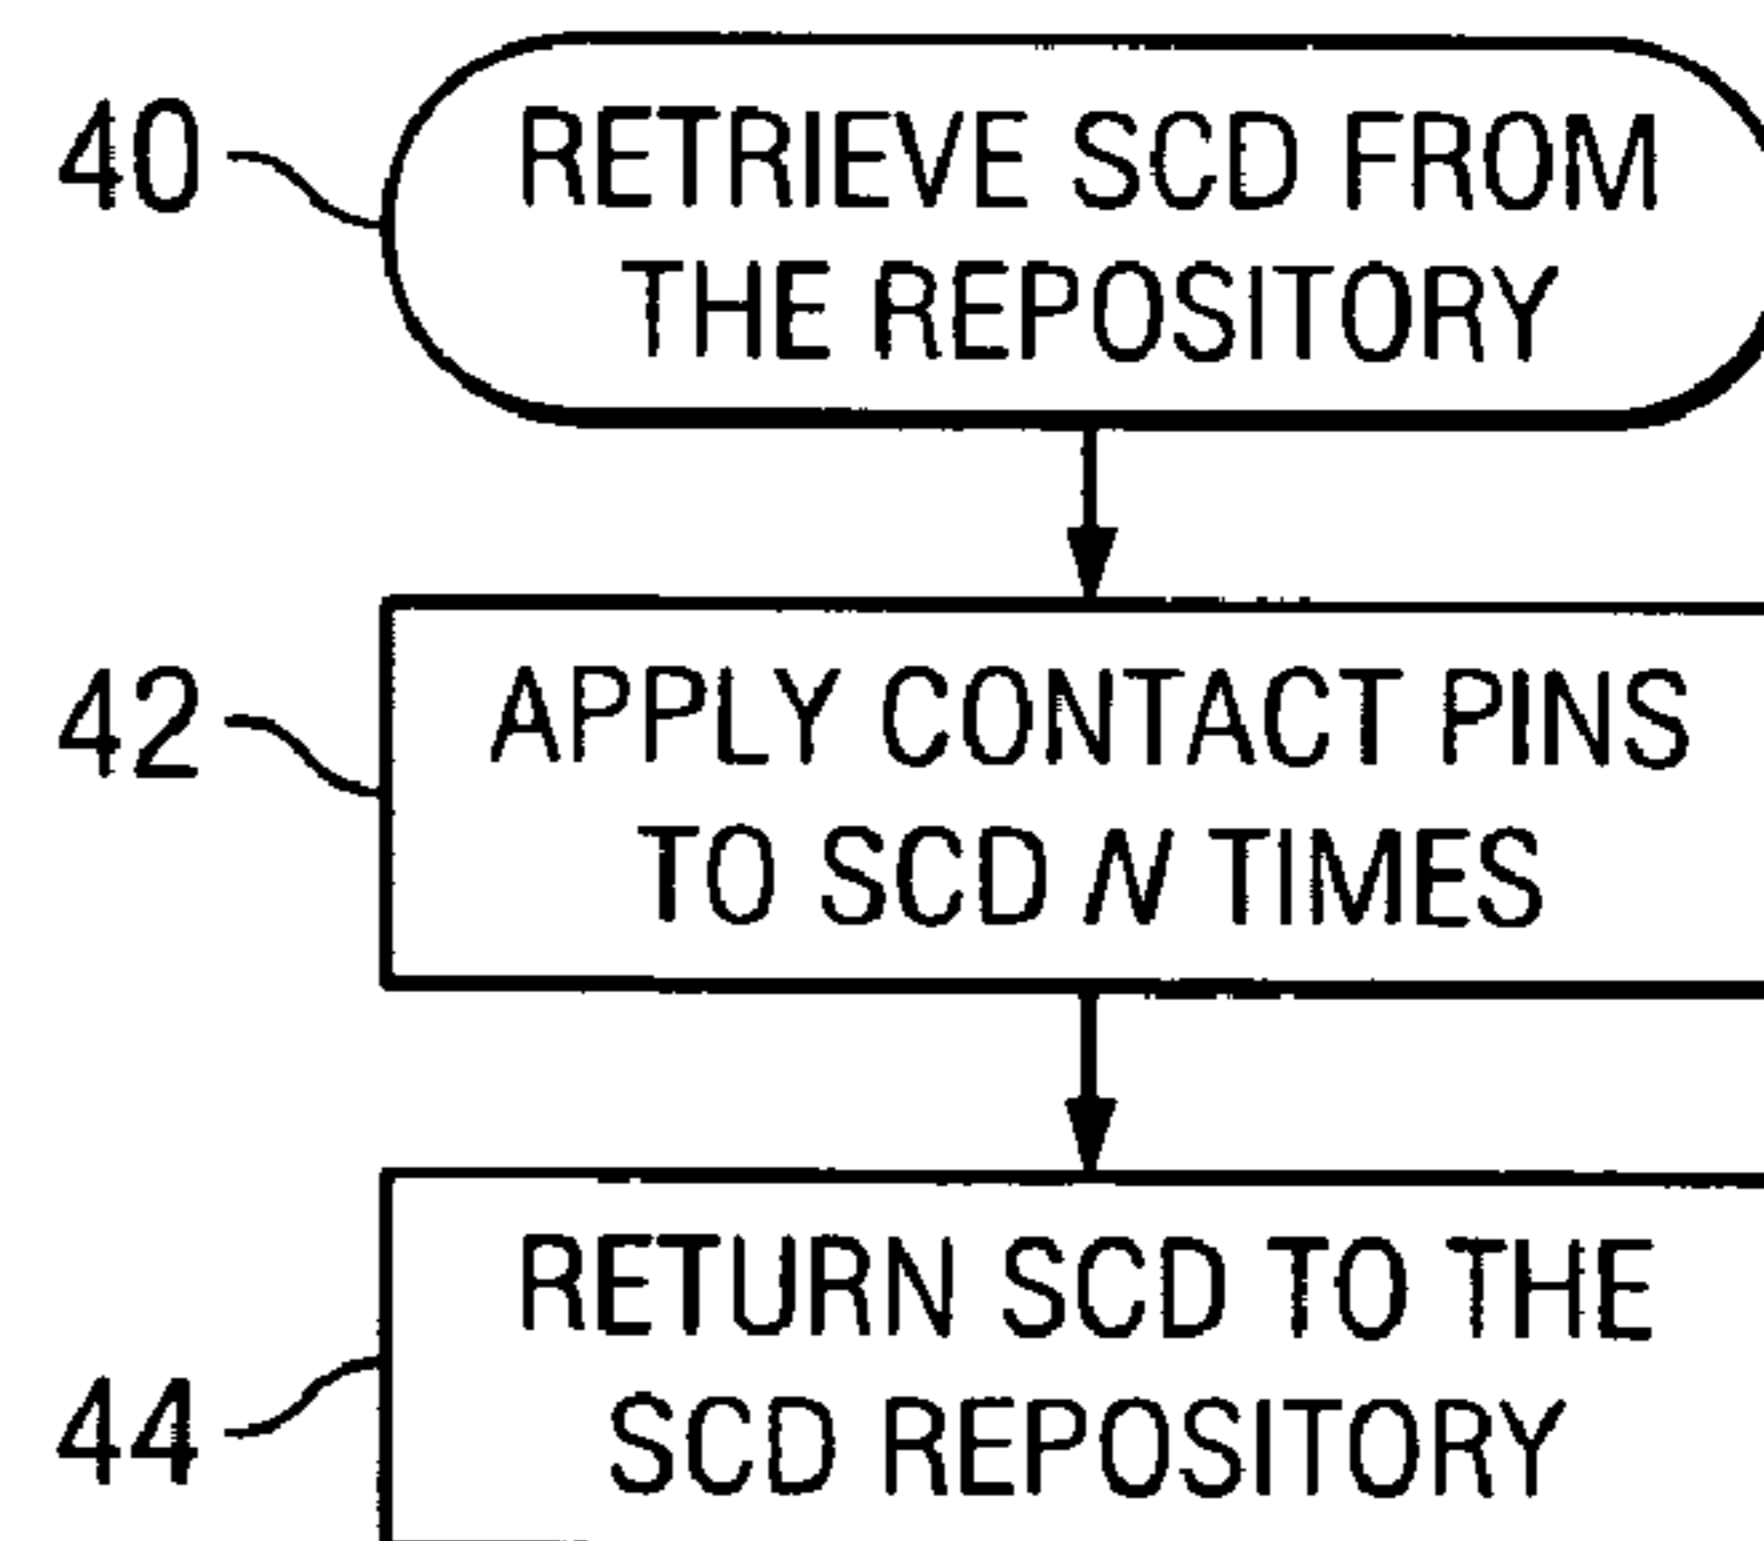 40
RETRIEVE SCD FROM
THE REPOSITORY
42
APPLY CONTACT PINS
TO SCD N TIMES
RETURN SCD TO THE
44
SCD REPOSITORY